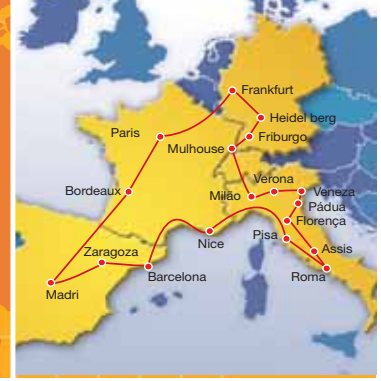 Frankfurt
Heidel berg
Paris
Friburgo
Mulhouse
Verona
Bordeaux
Milão
Veneza
Pádua
Florença
Pisa
Nice
Zaragoza
Assis
Barcelona
Roma
Madri